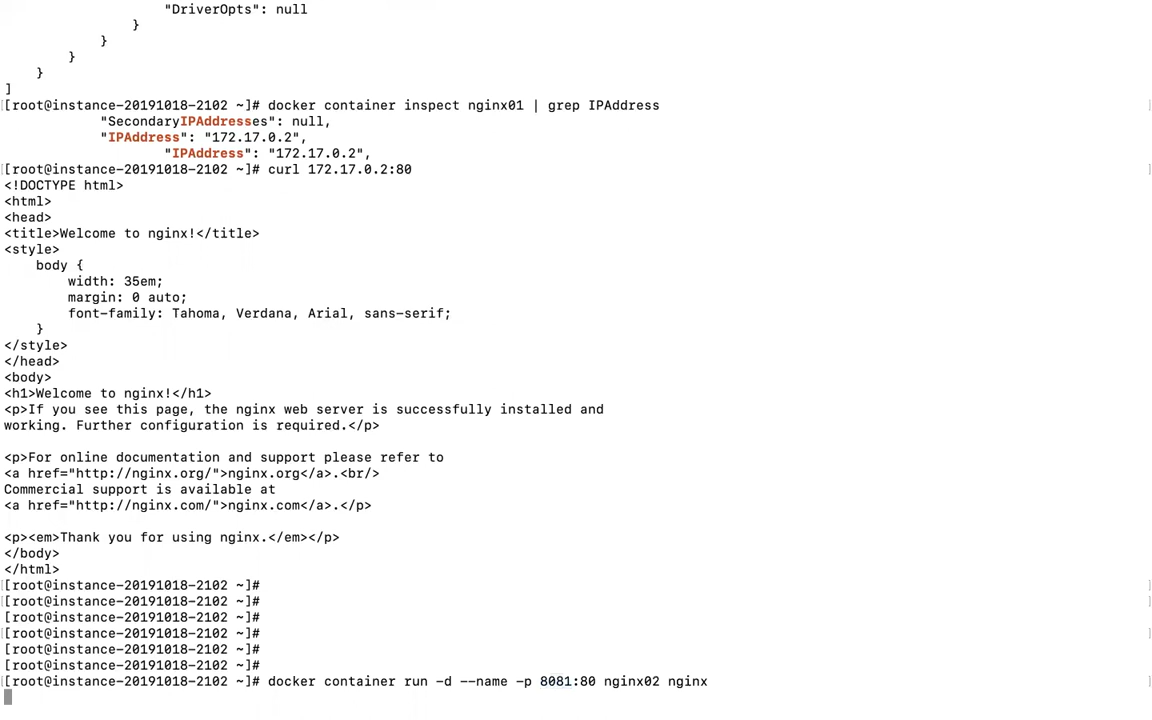 "DriverOpts": null
                }
            }
        }
    }
]
[root@instance-20191018-2102 ~]# docker container inspect nginx01 | grep IPAddress
            "SecondaryIPAddresses": null,
            "IPAddress": "172.17.0.2",
                    "IPAddress": "172.17.0.2",
[root@instance-20191018-2102 ~]# curl 172.17.0.2:80
<!DOCTYPE html>
<html>
<head>
<title>Welcome to nginx!</title>
<style>
    body {
        width: 35em;
        margin: 0 auto;
        font-family: Tahoma, Verdana, Arial, sans-serif;
    }
</style>
</head>
<body>
<h1>Welcome to nginx!</h1>
<p>If you see this page, the nginx web server is successfully installed and
working. Further configuration is required.</p>

<p>For online documentation and support please refer to
<a href="http://nginx.org/">nginx.org</a>.<br/>
Commercial support is available at
<a href="http://nginx.com/">nginx.com</a>.</p>

<p><em>Thank you for using nginx.</em></p>
</body>
</html>
[root@instance-20191018-2102 ~]#
[root@instance-20191018-2102 ~]#
[root@instance-20191018-2102 ~]#
[root@instance-20191018-2102 ~]#
[root@instance-20191018-2102 ~]#
[root@instance-20191018-2102 ~]#
[root@instance-20191018-2102 ~]# docker container run -d --name -p 8081:80 nginx02 nginx